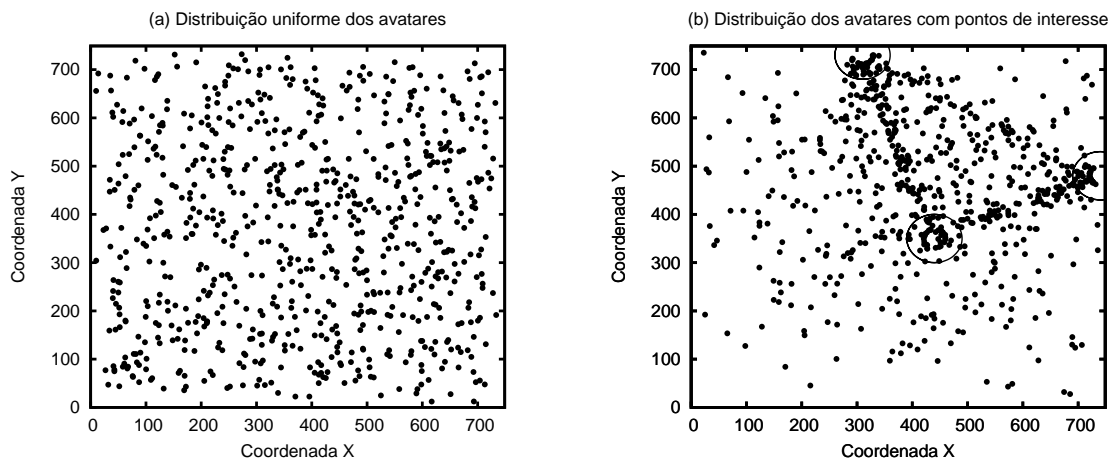 (a) Distribuição uniforme dos avatares
700
600
500
400
300
200
100
0
0 100 200 300 400 500 600 700
Coordenada X
Coordenada Y
(b) Distribuição dos avatares com pontos de interesse
700
600
500
400
300
200
100
0
0 100 200 300 400 500 600 700
Coordenada X
Coordenada Y